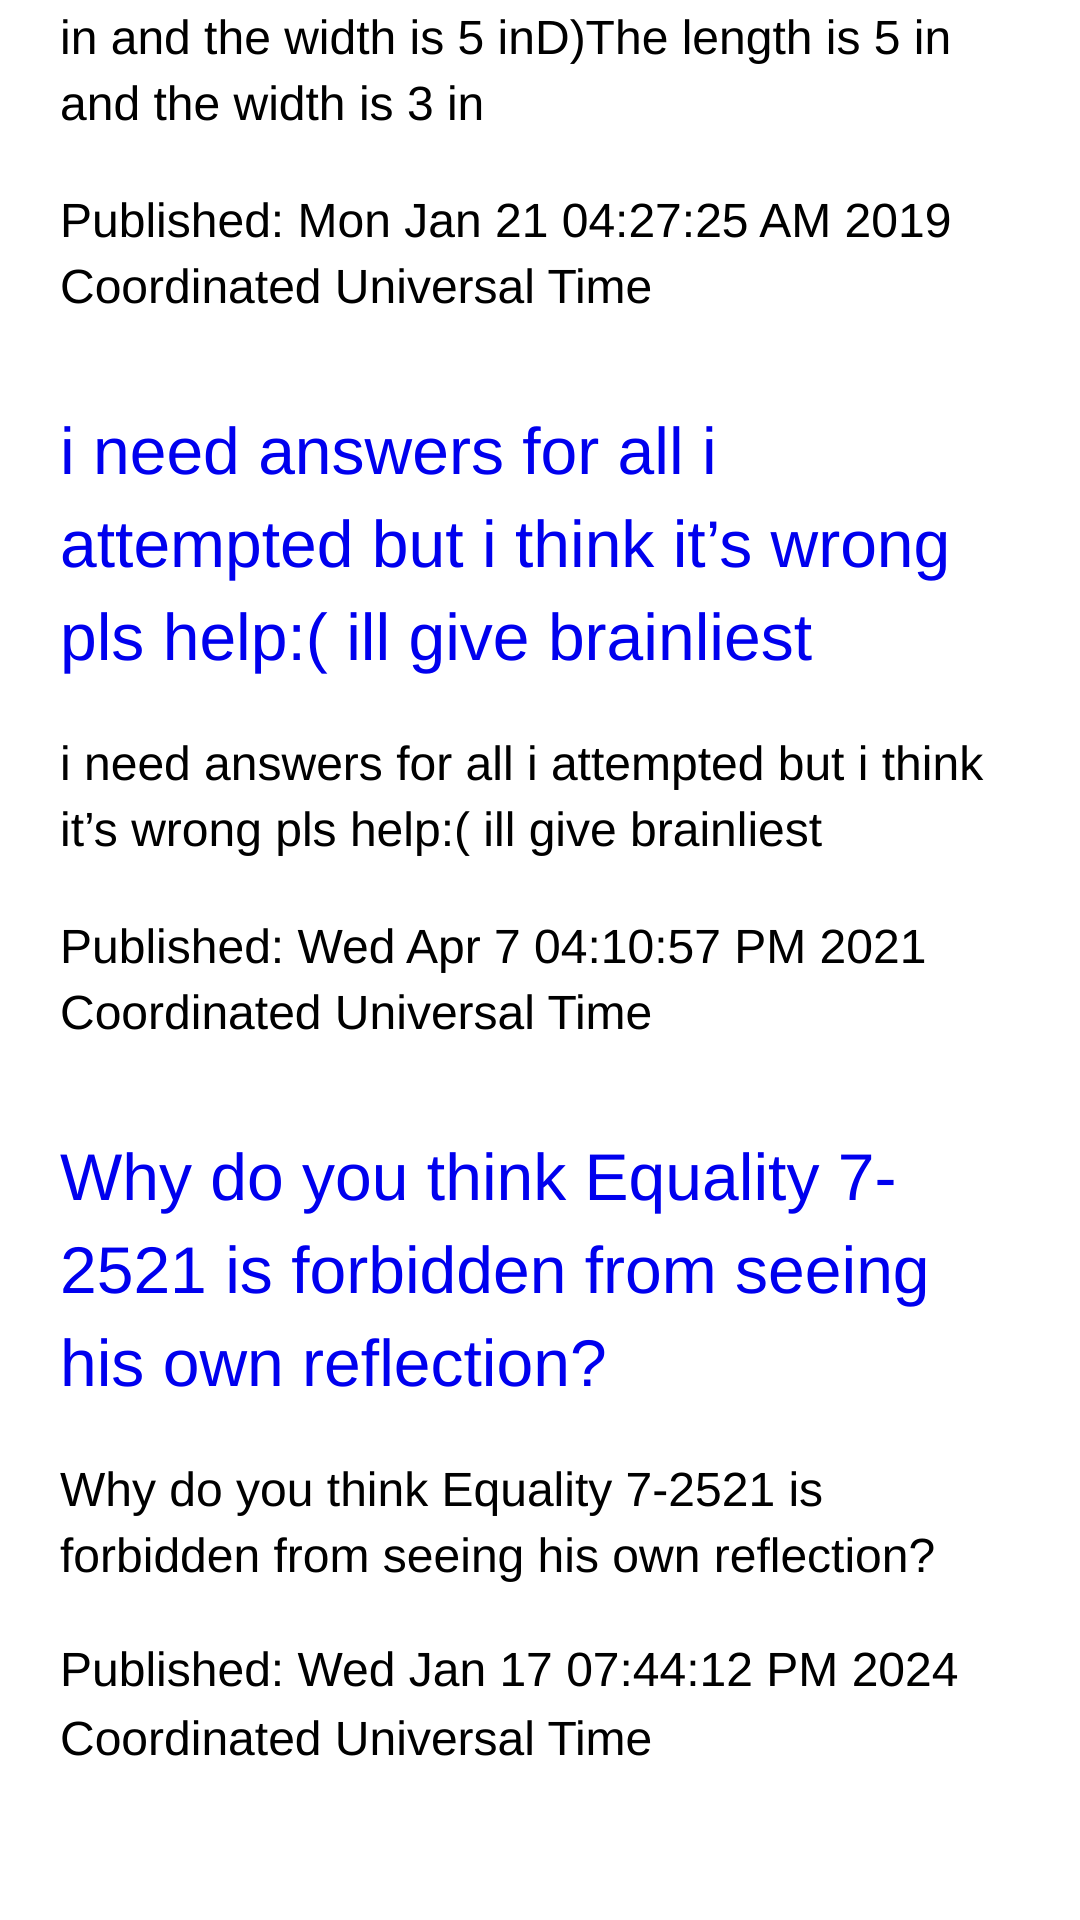 in and the width is 5 inD)The length is 5 in
and the width is 3 in
Published: Mon Jan 21 04:27:25 AM 2019
Coordinated Universal Time
i need answers for all i
attempted but i think it’s wrong
pls help:( ill give brainliest
i need answers for all i attempted but i think
it’s wrong pls help:( ill give brainliest
Published: Wed Apr 7 04:10:57 PM 2021
Coordinated Universal Time
Why do you think Equality 7-
2521 is forbidden from seeing
his own reflection?
Why do you think Equality 7-2521 is
forbidden from seeing his own reflection?
Published: Wed Jan 17 07:44:12 PM 2024
Coordinated Universal Time